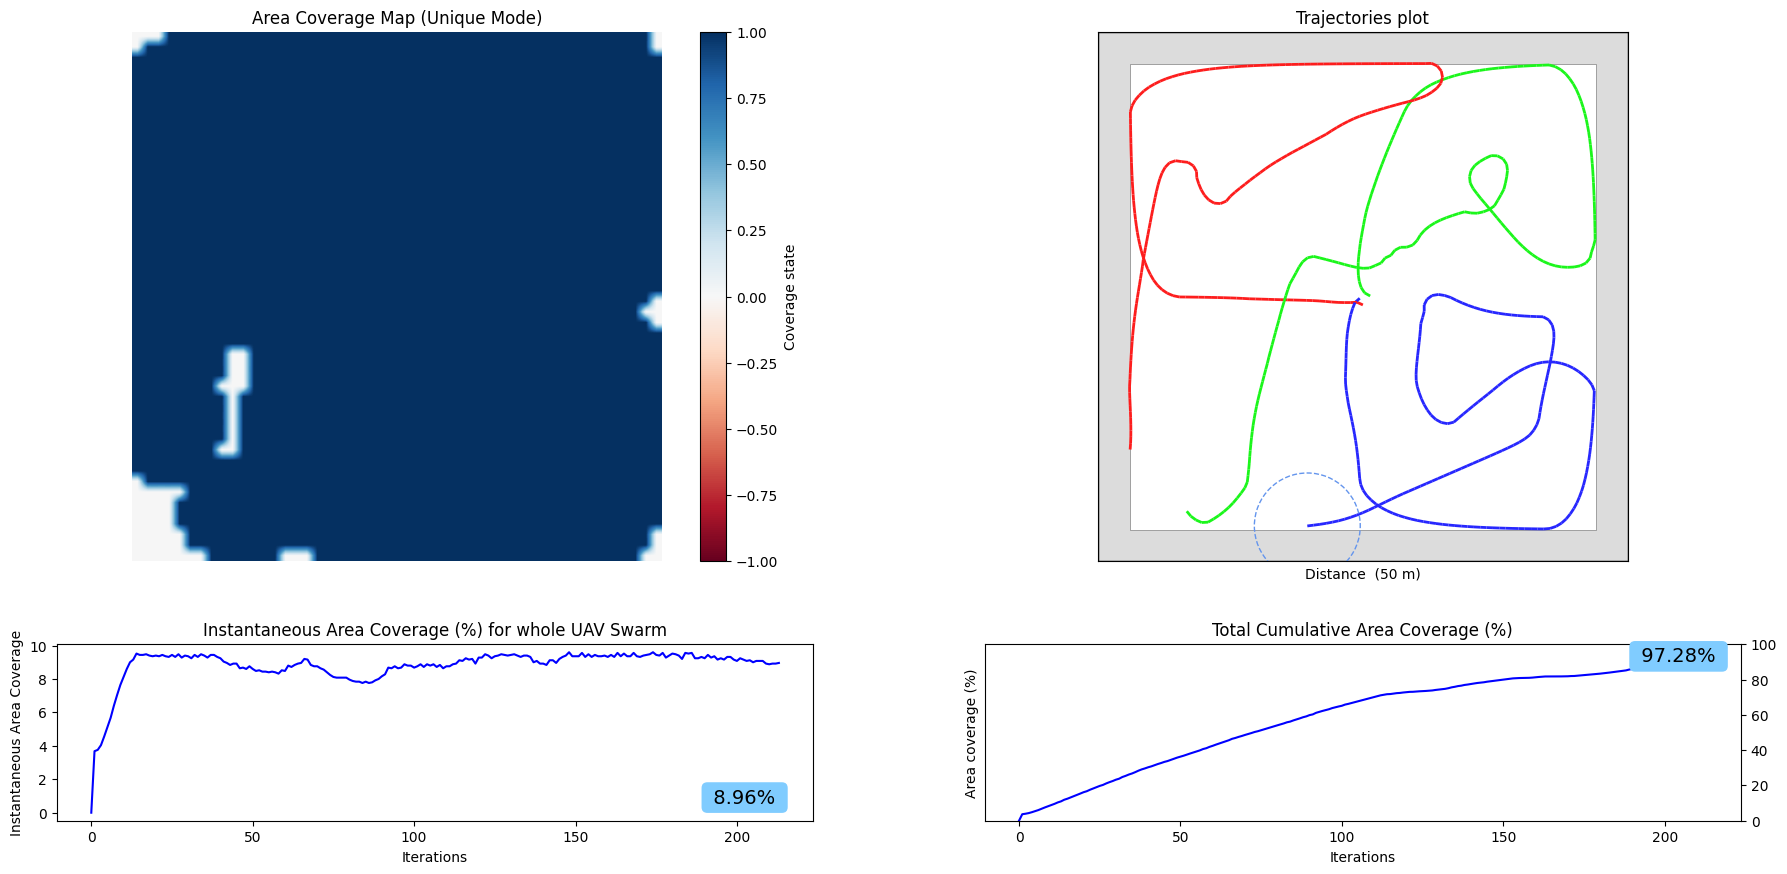 Area Coverage Map (Unique Mode)
1.00
0.75
0.50
0.25
0.00
−0.25
−0.50
−0.75
−1.00
Coverage state
Trajectories plot
Distance  (50 m)
Instantaneous Area Coverage (%) for whole UAV Swarm
Instantaneous Area Coverage
10
8
6
4
2
0
8.96%
0 50 100 150 200
Iterations
Total Cumulative Area Coverage (%)
Area coverage (%)
97.28%
100
80
60
40
20
0
0 50 100 150 200
Iterations